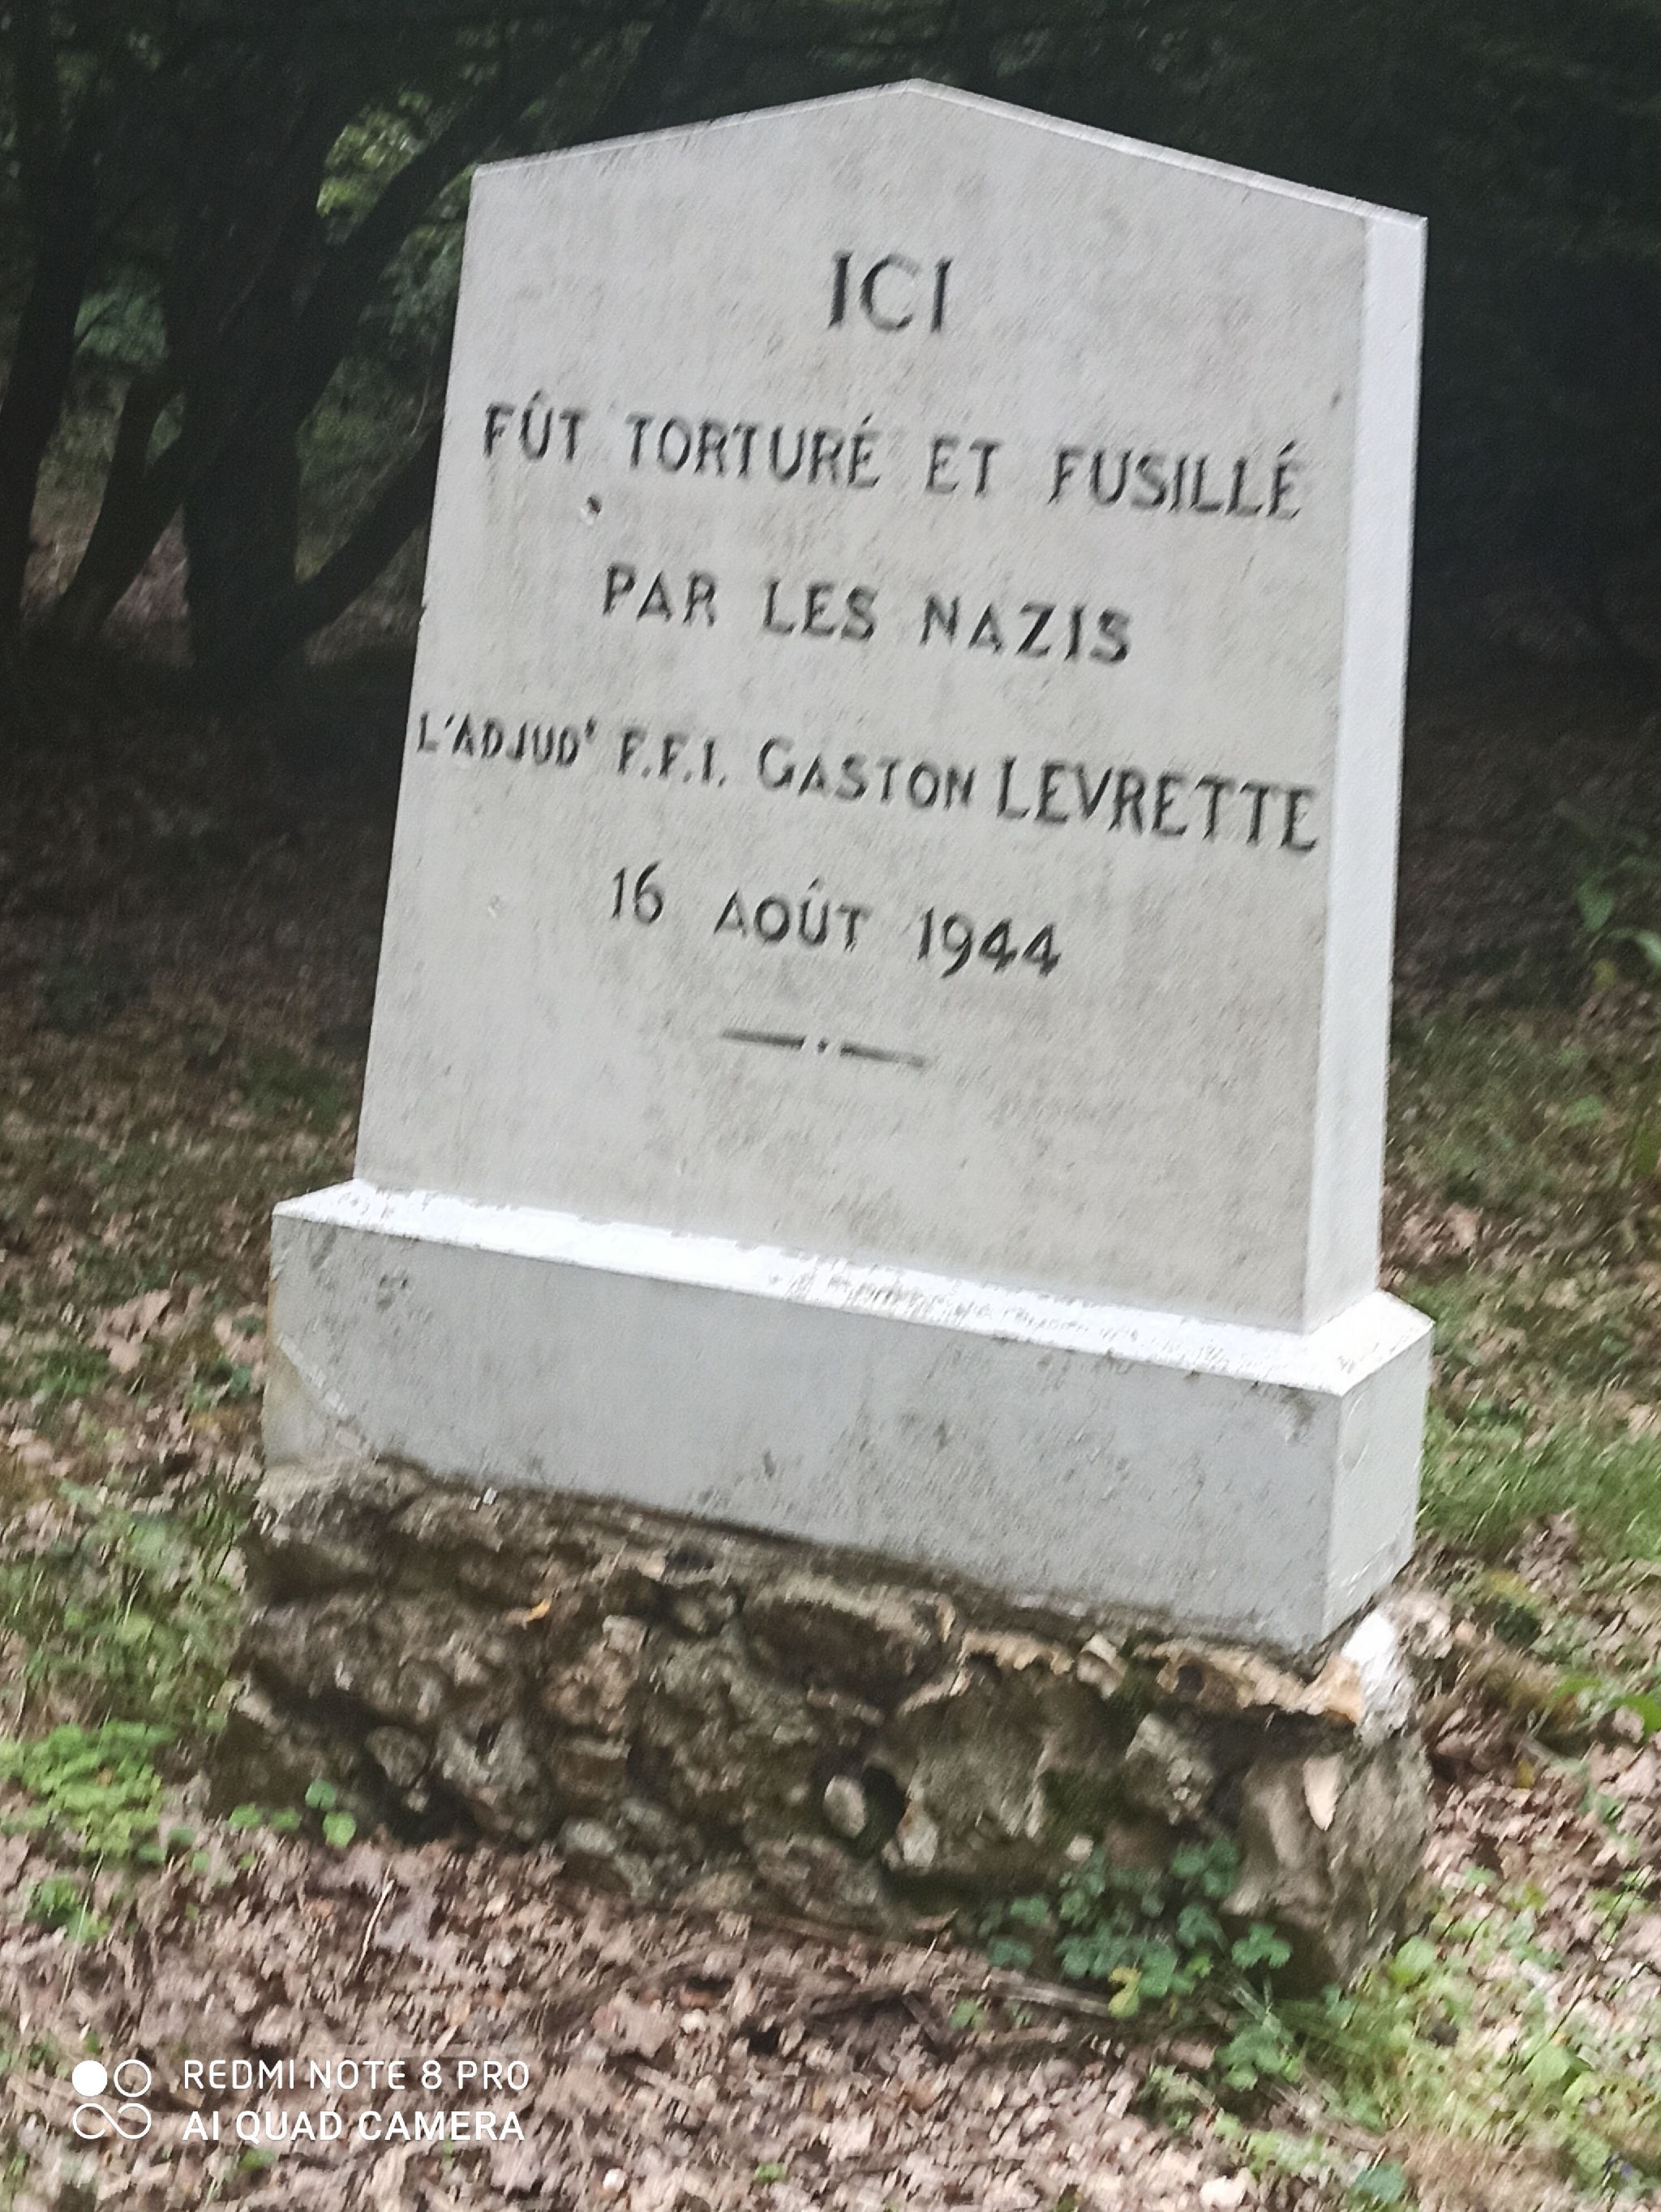 ICI
FÛT TORTURÉ ET FUSILLÉ
PAR LES NAZIS
L'ADJUDᵗ F.F.I. GASTON LEVRETTE
16 AOÛT 1944
REDMI NOTE 8 PRO
AI QUAD CAMERA